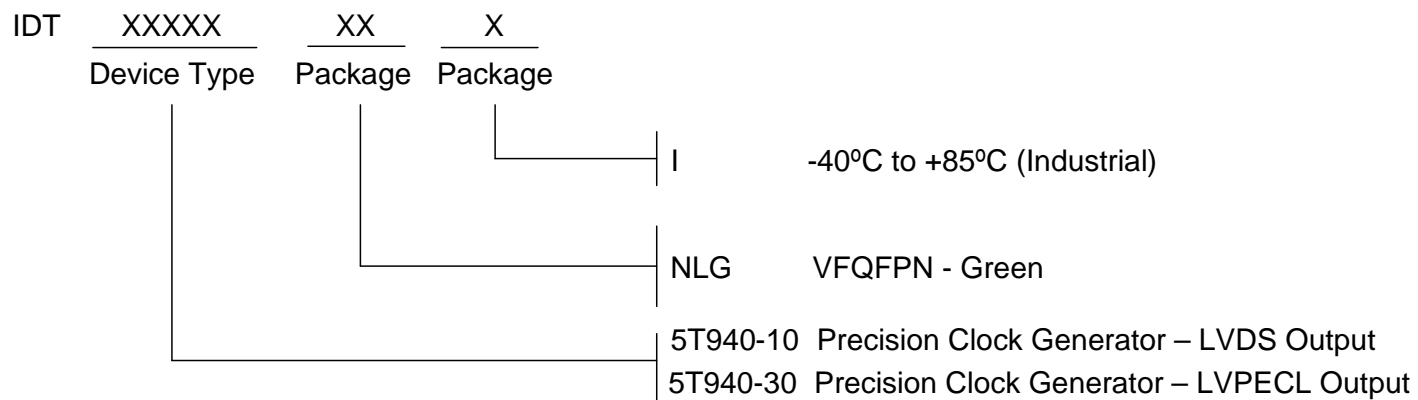 IDT XXXXX XX X
Device Type Package Package
I -40ºC to +85ºC (Industrial)
NLG VFQFPN - Green
5T940-10 Precision Clock Generator – LVDS Output
5T940-30 Precision Clock Generator – LVPECL Output